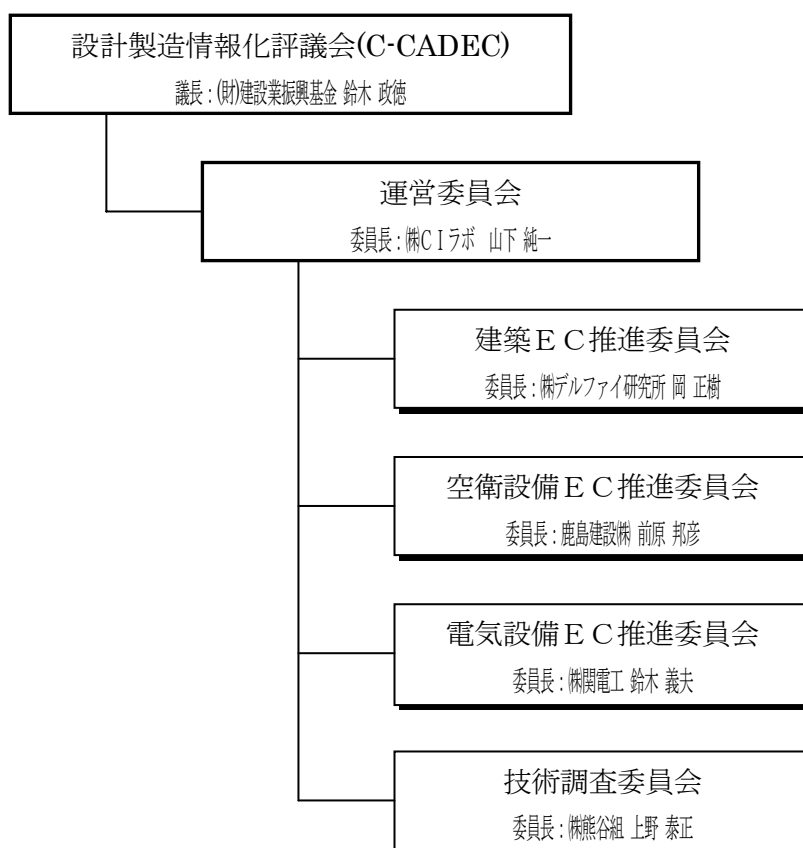 設計製造情報化評議会(C-CADEC)
議長：(財)建設業振興基金 鈴木 政徳
運営委員会
委員長：㈱CIラボ 山下 純一
建築EC推進委員会
委員長：㈱デルファイ研究所 岡 正樹
空衛設備EC推進委員会
委員長：鹿島建設㈱ 前原 邦彦
電気設備EC推進委員会
委員長：㈱関電工 鈴木 義夫
技術調査委員会
委員長：㈱熊谷組 上野 泰正